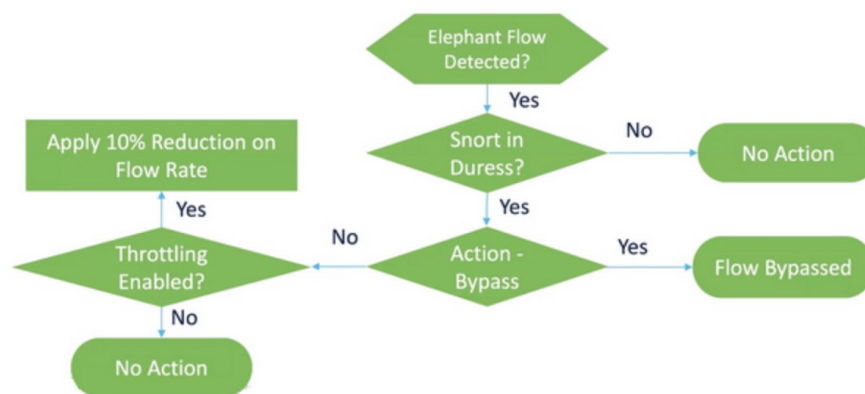 Elephant Flow
Detected?
Yes
Apply 10% Reduction on
Flow Rate
Snort in
Duress?
No
No Action
Yes
Yes
Throttling
Enabled?
No
Action -
Bypass
Yes
Flow Bypassed
No
No Action